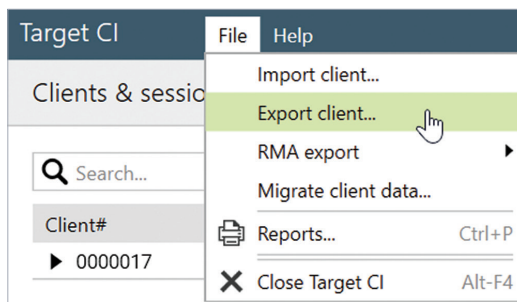 Target CI File Help
Import client...
Clients & sessio
Export client...
RMA export
Search...
Migrate client data...
Client#
Reports... Ctrl+P
0000017
Close Target CI Alt-F4